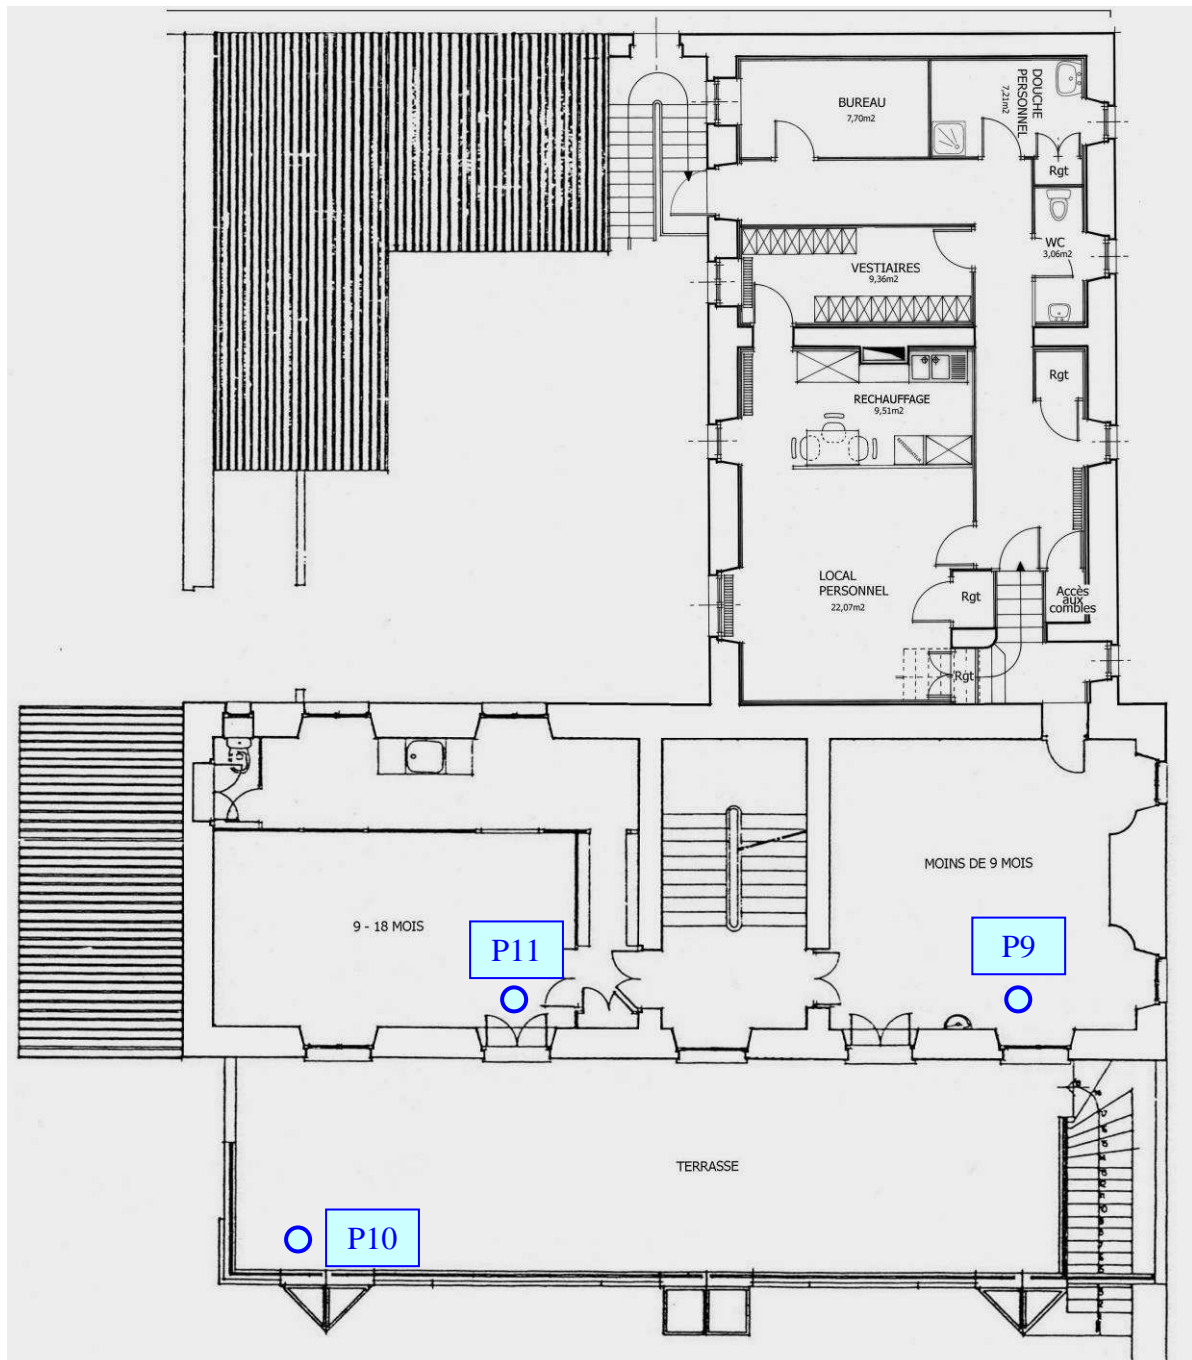 BUREAU
7,70m2
DOUCHE
PERSONNEL
7,21m2
Rgt
WC
3,06m2
VESTIAIRES
9,36m2
Rgt
RECHAUFFAGE
9,51m2
LOCAL
PERSONNEL
22,07m2
Rgt
Accès
aux
combles
Rgt
MOINS DE 9 MOIS
9 - 18 MOIS
P11
P9
TERRASSE
P10